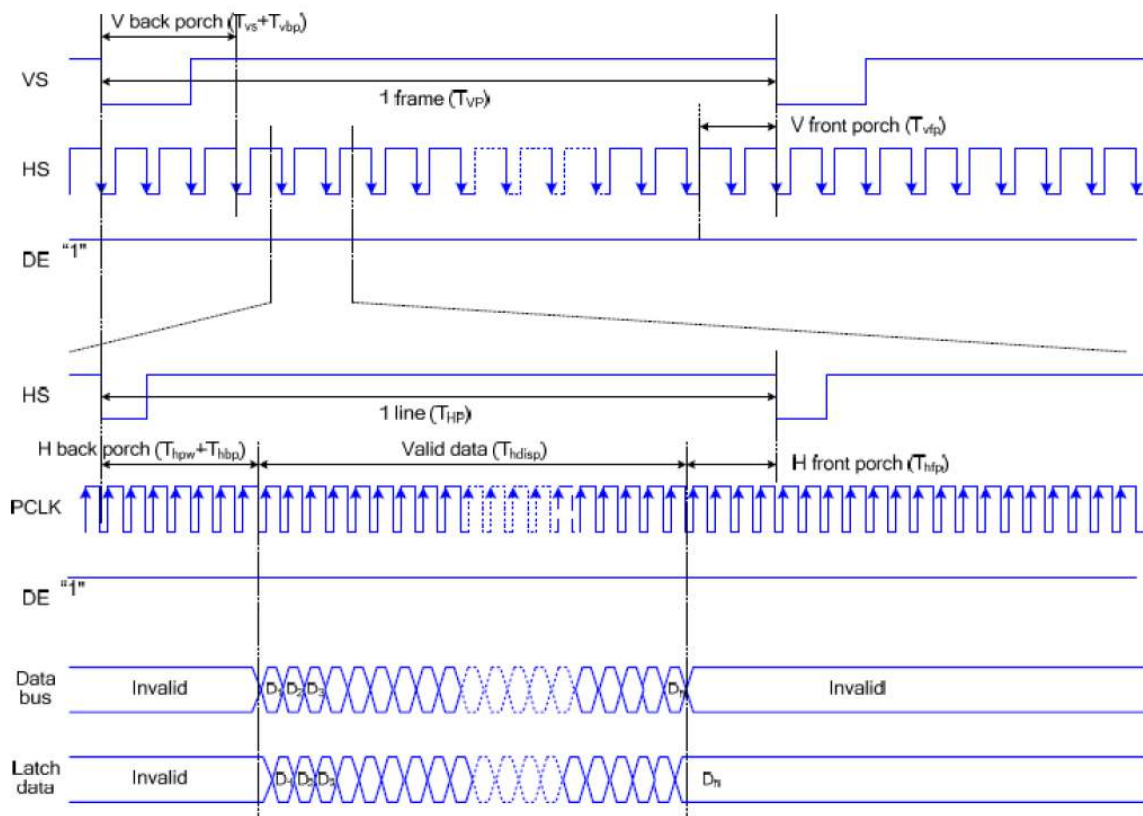 V back porch (Tvs+Tvbp)
VS
1 frame (TVP)
V front porch (Tvfp)
HS
DE "1"
HS
1 line (THP)
H back porch (Thpw+Thbp)
Valid data (Thdisp)
H front porch (Thfp)
PCLK
DE "1"
Data bus
Invalid
D1 D2 D3
Dn
Invalid
Latch data
Invalid
D1 D2 D3
Dn